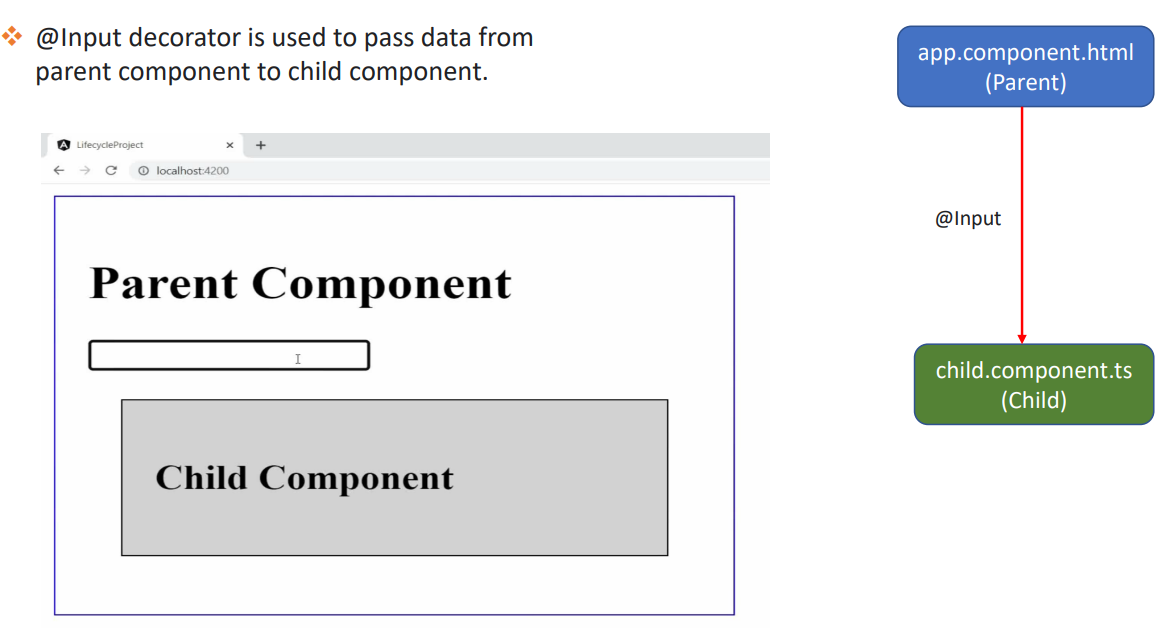 @Input decorator is used to pass data from
parent component to child component.
app.component.html
(Parent)
LifecycleProject
localhost:4200
@Input
Parent Component
child.component.ts
(Child)
Child Component